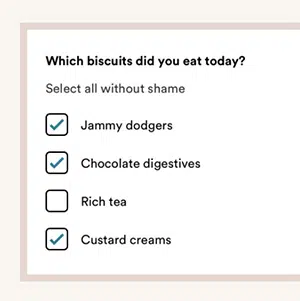 Which biscuits did you eat today?
Select all without shame
Jammy dodgers
Chocolate digestives
Rich tea
Custard creams